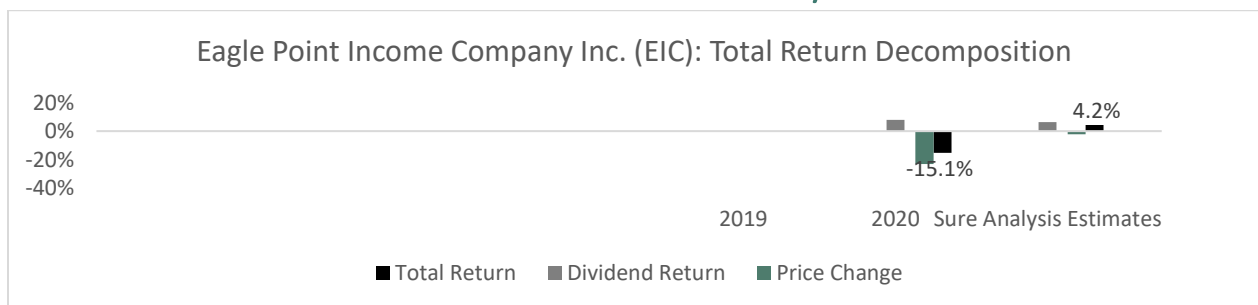 Eagle Point Income Company Inc. (EIC): Total Return Decomposition
20%
0%
-20%
-40%
4.2%
-15.1%
2019 2020 Sure Analysis Estimates
Total Return Dividend Return Price Change